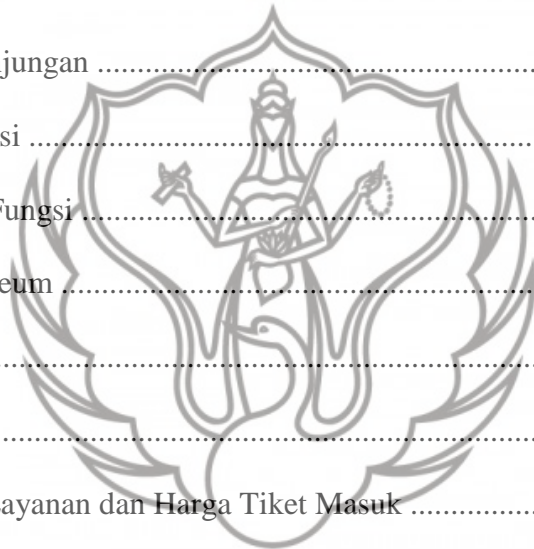 jungan ..........................................................
si ....................................................................
Fungsi ............................................................
eum ...............................................................
.......................................................................
.......................................................................
ayanan dan Harga Tiket Masuk .................